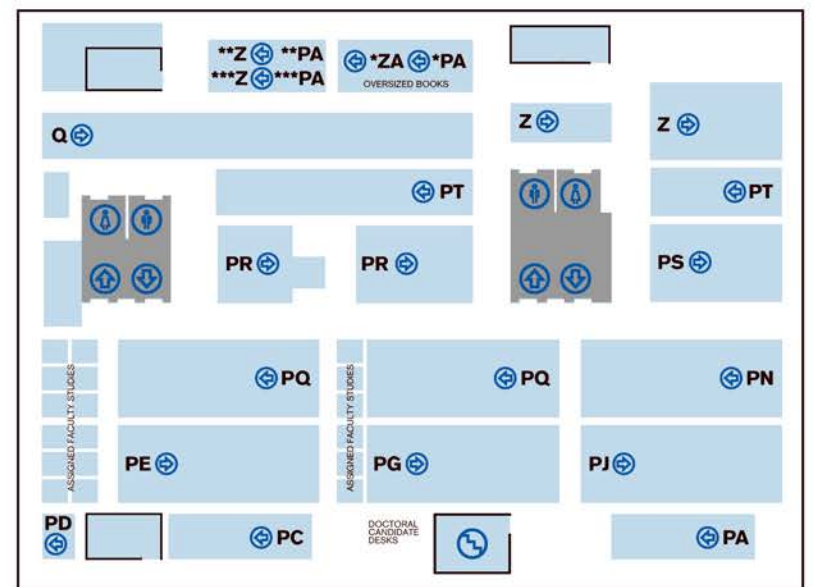 **Z **PA
***Z ***PA
*ZA *PA
OVERSIZED BOOKS
Q
Z
Z
PT
PT
PR
PR
PS
ASSIGNED FACULTY STUDIES
PQ
ASSIGNED FACULTY STUDIES
PQ
PN
PE
PG
PJ
PD
PC
DOCTORAL
CANDIDATE
DESKS
PA